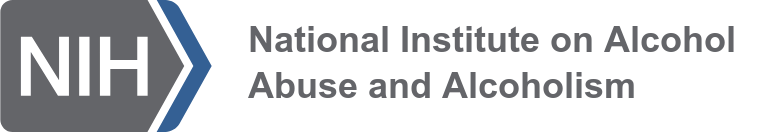 NIH
National Institute on Alcohol
Abuse and Alcoholism